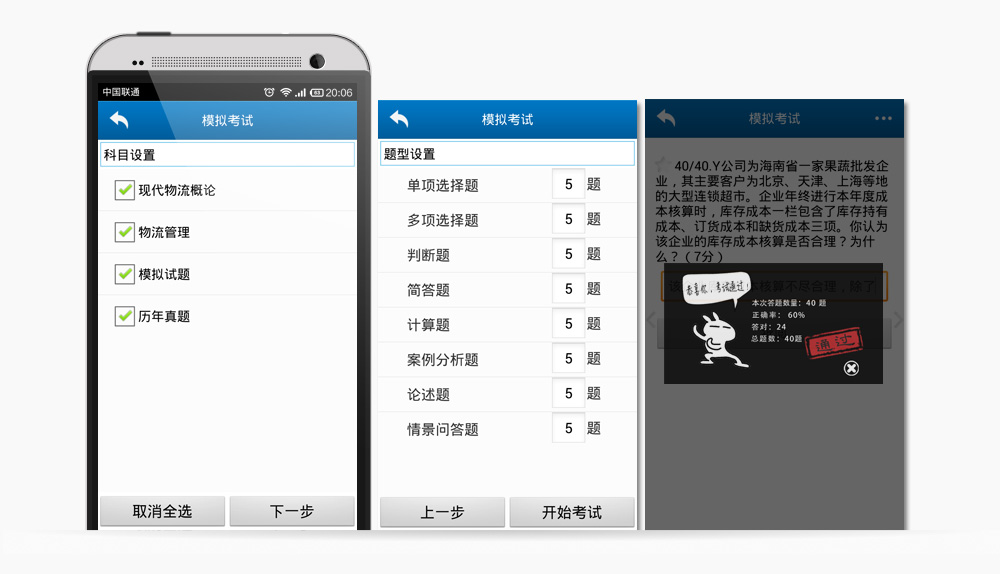 中国联通
63
20:06
模拟考试
科目设置
现代物流概论
物流管理
模拟试题
历年真题
取消全选
下一步
模拟考试
题型设置
单项选择题 5 题
多项选择题 5 题
判断题 5 题
简答题 5 题
计算题 5 题
案例分析题 5 题
论述题 5 题
情景问答题 5 题
上一步
开始考试
模拟考试
40/40.Y公司为海南省一家果蔬批发企
业，其主要客户为北京、天津、上海等地
的大型连锁超市。企业年终进行本年度成
本核算时，库存成本一栏包含了库存持有
成本、订货成本和缺货成本三项。你认为
该企业的库存成本核算是否合理？为什
么？（7分）
本核算不尽合理，除了
恭喜你，考试通过！
本次答题数量：40 题
正确率： 60%
答对：24
总题数：40题
通过